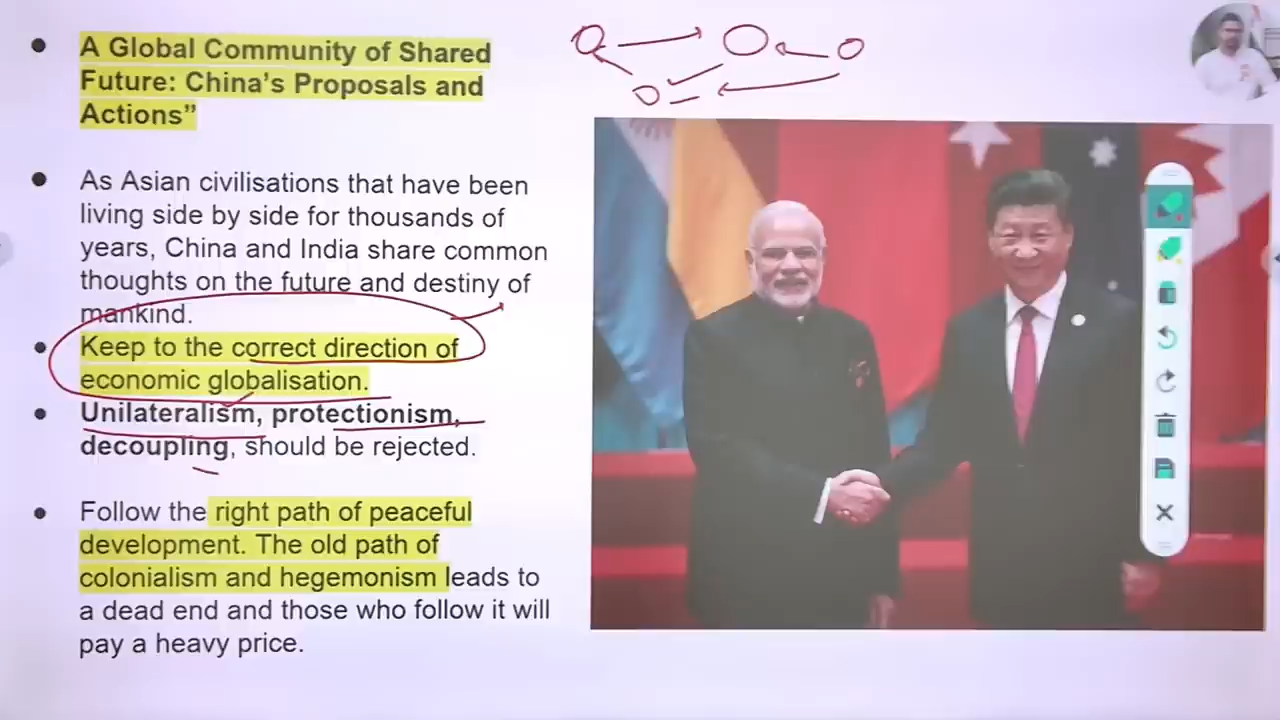 A Global Community of Shared
Future: China's Proposals and
Actions”
As Asian civilisations that have been
living side by side for thousands of
years, China and India share common
thoughts on the future and destiny of
mankind.
Keep to the correct direction of
economic globalisation.
Unilateralism, protectionism,
decoupling, should be rejected.
Follow the right path of peaceful
development. The old path of
colonialism and hegemonism leads to
a dead end and those who follow it will
pay a heavy price.